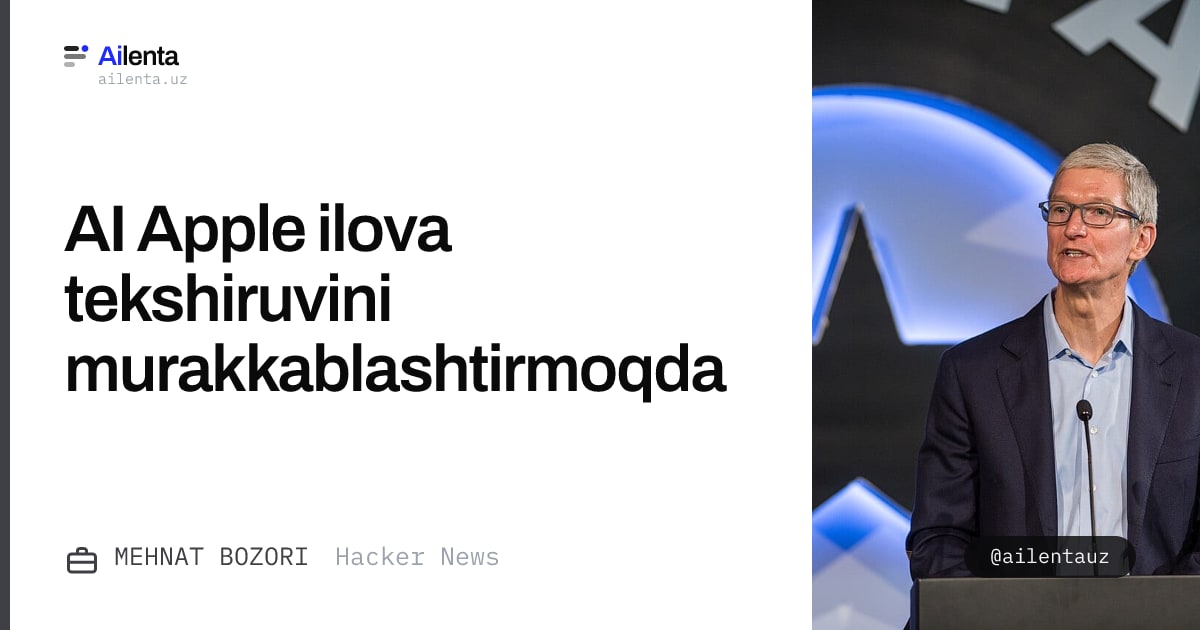 Ailenta
ailenta.uz
AI Apple ilova
tekshiruvini
murakkablashtirmoqda
MEHNAT BOZORI Hacker News
@ailentauz